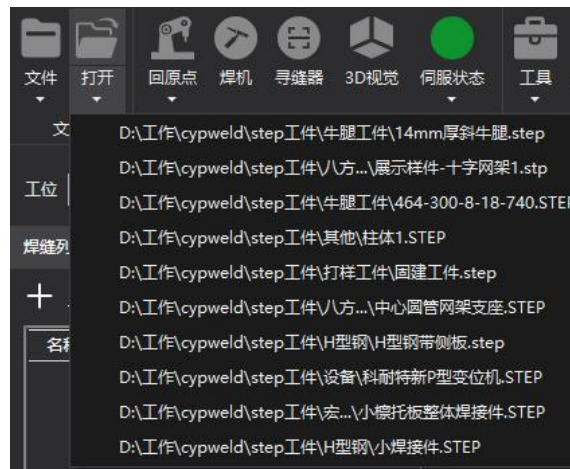 文件 打开 回原点 焊机 寻缝器 3D视觉 伺服状态 工具
文
D:\工作\cypweld\step工件\牛腿工件\14mm厚斜牛腿.step
D:\工作\cypweld\step工件\八方...\展示样件-十字网架1.stp
工位
D:\工作\cypweld\step工件\牛腿工件\464-300-8-18-740.STEP
焊缝列
D:\工作\cypweld\step工件\其他\柱体1.STEP
D:\工作\cypweld\step工件\打样工件\固建工件.step
D:\工作\cypweld\step工件\八方...\中心圆管网架支座.STEP
名称
D:\工作\cypweld\step工件\H型钢\H型钢带侧板.step
D:\工作\cypweld\step工件\设备\科耐特新P型变位机.STEP
D:\工作\cypweld\step工件\宏...\小檩托板整体焊接件.STEP
D:\工作\cypweld\step工件\H型钢\小焊接件.STEP